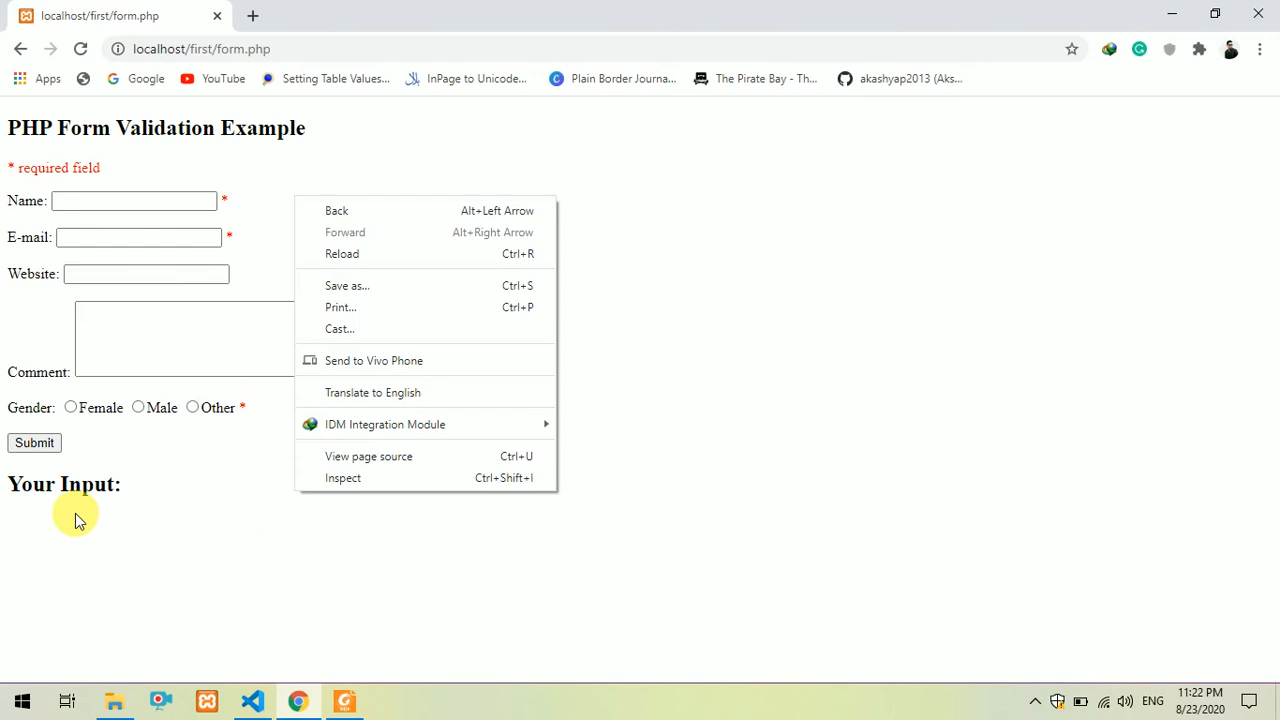 localhost/first/form.php
localhost/first/form.php
Apps Google YouTube Setting Table Values... InPage to Unicode... Plain Border Journa... The Pirate Bay - Th... akashyap2013 (Aks...
PHP Form Validation Example
* required field
Name: *
E-mail: *
Website:
Comment:
Gender: Female Male Other *
Submit
Your Input:
Back Alt+Left Arrow
Forward Alt+Right Arrow
Reload Ctrl+R
Save as... Ctrl+S
Print... Ctrl+P
Cast...
Send to Vivo Phone
Translate to English
IDM Integration Module
View page source Ctrl+U
Inspect Ctrl+Shift+I
ENG
11:22 PM
8/23/2020